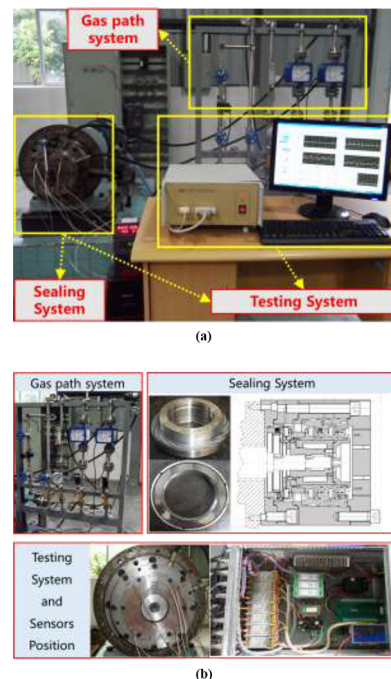 Gas path
system
Sealing
System
Testing System
(a)
Gas path system
Sealing System
Testing
System
and
Sensors
Position
(b)